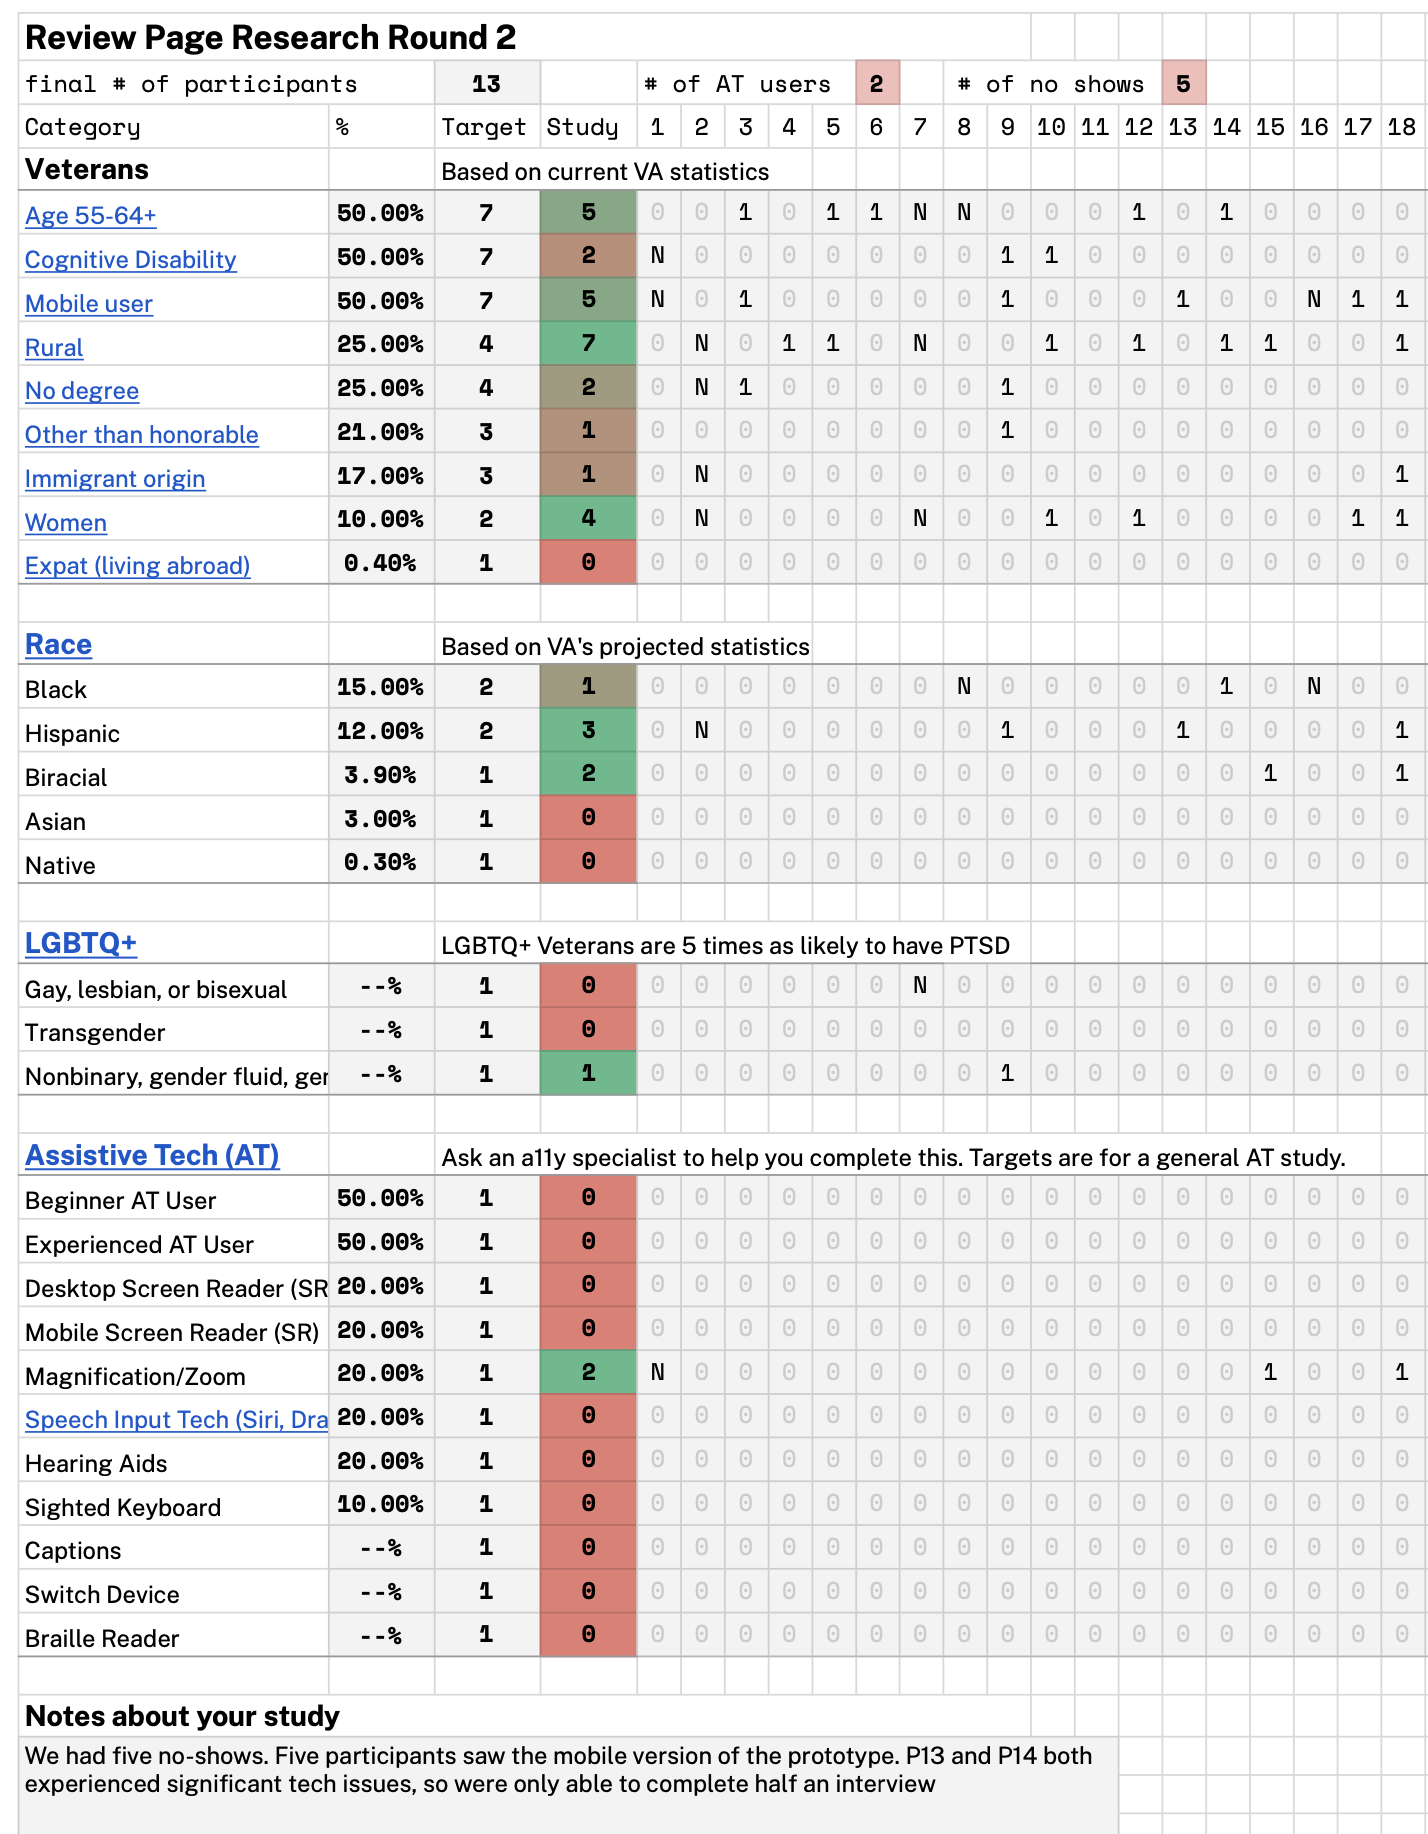 Review Page Research Round 2
final # of participants 13 # of AT users 2 # of no shows 5
Category % Target Study 1 2 3 4 5 6 7 8 9 10 11 12 13 14 15 16 17 18
Veterans Based on current VA statistics
Age 55-64+ 50.00% 7 5 0 0 1 0 1 1 N N 0 0 0 1 0 1 0 0 0 0
Cognitive Disability 50.00% 7 2 N 0 0 0 0 0 0 0 1 1 0 0 0 0 0 0 0 0
Mobile user 50.00% 7 5 N 0 1 0 0 0 0 0 1 0 0 0 1 0 0 N 1 1
Rural 25.00% 4 7 0 N 0 1 1 0 N 0 0 1 0 1 0 1 1 0 0 1
No degree 25.00% 4 2 0 N 1 0 0 0 0 0 1 0 0 0 0 0 0 0 0 0
Other than honorable 21.00% 3 1 0 0 0 0 0 0 0 0 1 0 0 0 0 0 0 0 0 0
Immigrant origin 17.00% 3 1 0 N 0 0 0 0 0 0 0 0 0 0 0 0 0 0 0 1
Women 10.00% 2 4 0 N 0 0 0 0 N 0 0 1 0 1 0 0 0 0 1 1
Expat (living abroad) 0.40% 1 0 0 0 0 0 0 0 0 0 0 0 0 0 0 0 0 0 0 0
Race Based on VA's projected statistics
Black 15.00% 2 1 0 0 0 0 0 0 0 N 0 0 0 0 0 1 0 N 0 0
Hispanic 12.00% 2 3 0 N 0 0 0 0 0 0 1 0 0 0 1 0 0 0 0 1
Biracial 3.90% 1 2 0 0 0 0 0 0 0 0 0 0 0 0 0 0 1 0 0 1
Asian 3.00% 1 0 0 0 0 0 0 0 0 0 0 0 0 0 0 0 0 0 0 0
Native 0.30% 1 0 0 0 0 0 0 0 0 0 0 0 0 0 0 0 0 0 0 0
LGBTQ+ LGBTQ+ Veterans are 5 times as likely to have PTSD
Gay, lesbian, or bisexual --% 1 0 0 0 0 0 0 0 N 0 0 0 0 0 0 0 0 0 0 0
Transgender --% 1 0 0 0 0 0 0 0 0 0 0 0 0 0 0 0 0 0 0 0
Nonbinary, gender fluid, ger --% 1 1 0 0 0 0 0 0 0 0 1 0 0 0 0 0 0 0 0 0
Assistive Tech (AT) Ask an a11y specialist to help you complete this. Targets are for a general AT study.
Beginner AT User 50.00% 1 0 0 0 0 0 0 0 0 0 0 0 0 0 0 0 0 0 0 0
Experienced AT User 50.00% 1 0 0 0 0 0 0 0 0 0 0 0 0 0 0 0 0 0 0 0
Desktop Screen Reader (SR 20.00% 1 0 0 0 0 0 0 0 0 0 0 0 0 0 0 0 0 0 0 0
Mobile Screen Reader (SR) 20.00% 1 0 0 0 0 0 0 0 0 0 0 0 0 0 0 0 0 0 0 0
Magnification/Zoom 20.00% 1 2 N 0 0 0 0 0 0 0 0 0 0 0 0 0 1 0 0 1
Speech Input Tech (Siri, Dra 20.00% 1 0 0 0 0 0 0 0 0 0 0 0 0 0 0 0 0 0 0 0
Hearing Aids 20.00% 1 0 0 0 0 0 0 0 0 0 0 0 0 0 0 0 0 0 0 0
Sighted Keyboard 10.00% 1 0 0 0 0 0 0 0 0 0 0 0 0 0 0 0 0 0 0 0
Captions --% 1 0 0 0 0 0 0 0 0 0 0 0 0 0 0 0 0 0 0 0
Switch Device --% 1 0 0 0 0 0 0 0 0 0 0 0 0 0 0 0 0 0 0 0
Braille Reader --% 1 0 0 0 0 0 0 0 0 0 0 0 0 0 0 0 0 0 0 0
Notes about your study
We had five no-shows. Five participants saw the mobile version of the prototype. P13 and P14 both
experienced significant tech issues, so were only able to complete half an interview